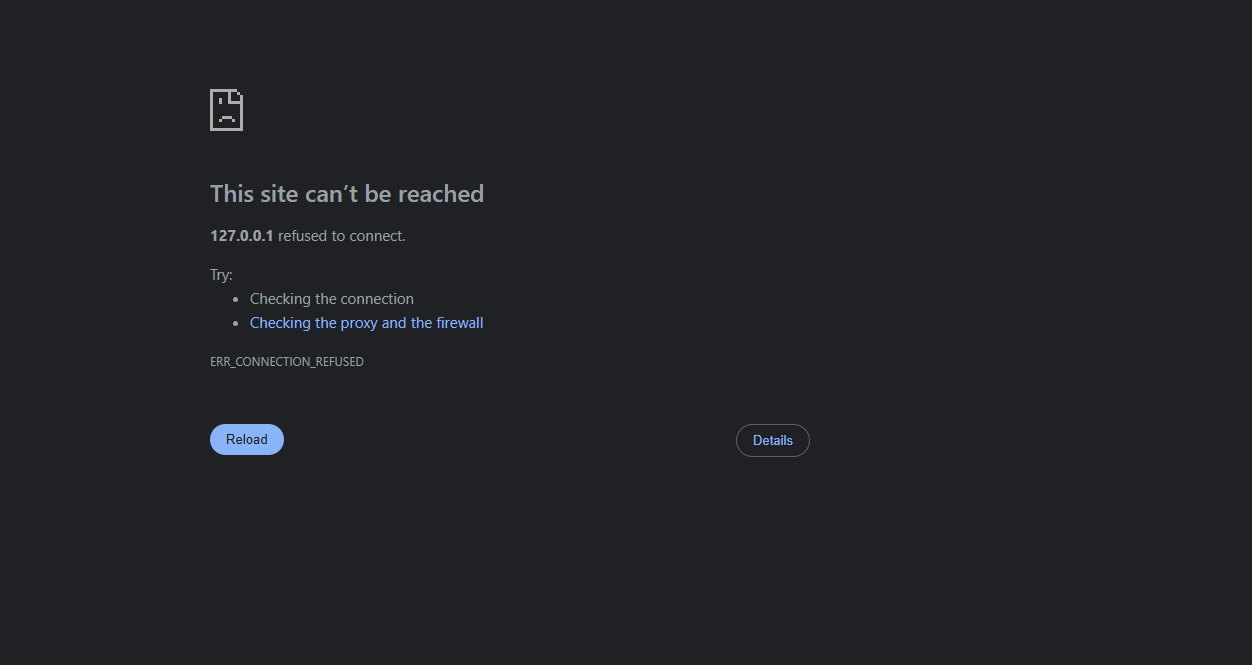 This site can’t be reached
127.0.0.1 refused to connect.
Try:
Checking the connection
Checking the proxy and the firewall
ERR_CONNECTION_REFUSED
Reload
Details